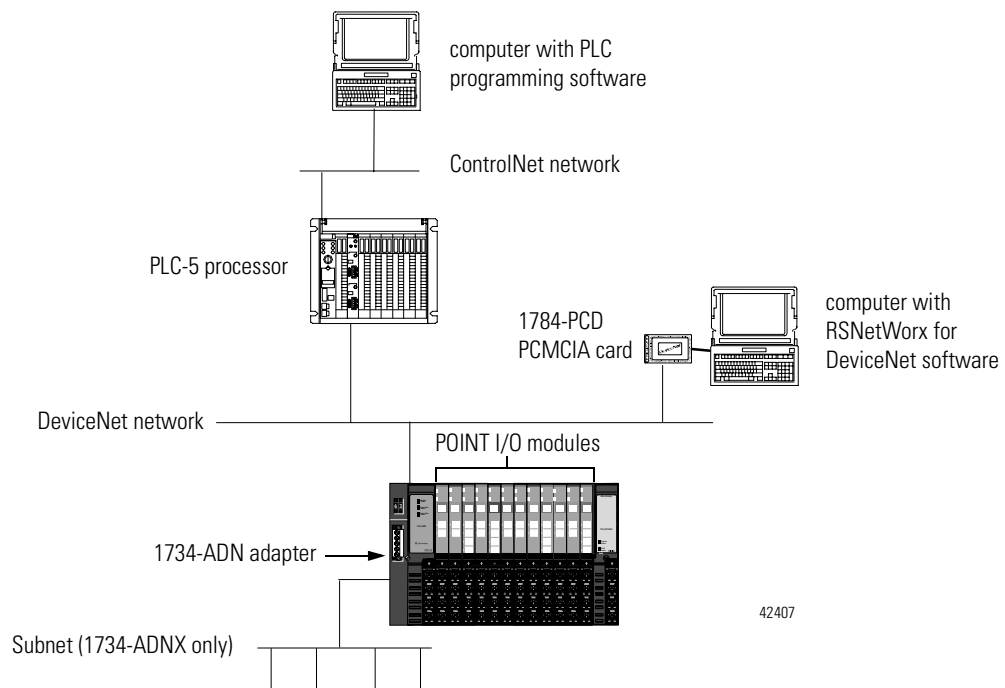 computer with PLC
programming software
ControlNet network
PLC-5 processor
1784-PCD
PCMCIA card
computer with
RSNetWorx for
DeviceNet software
DeviceNet network
POINT I/O modules
1734-ADN adapter
42407
Subnet (1734-ADNX only)